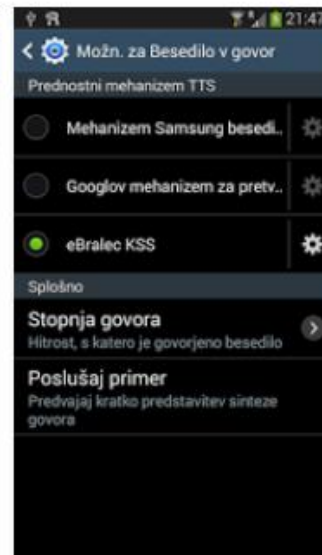 21:47
Možn. za Besedilo v govor
Prednostni mehanizem TTS
Mehanizem Samsung besedi..
Googlov mehanizem za pretv..
eBralec KSS
Splošno
Stopnja govora
Hitrost, s katero je govorjeno besedilo
Poslušaj primer
Predvajaj kratko predstavitev sinteze
govora